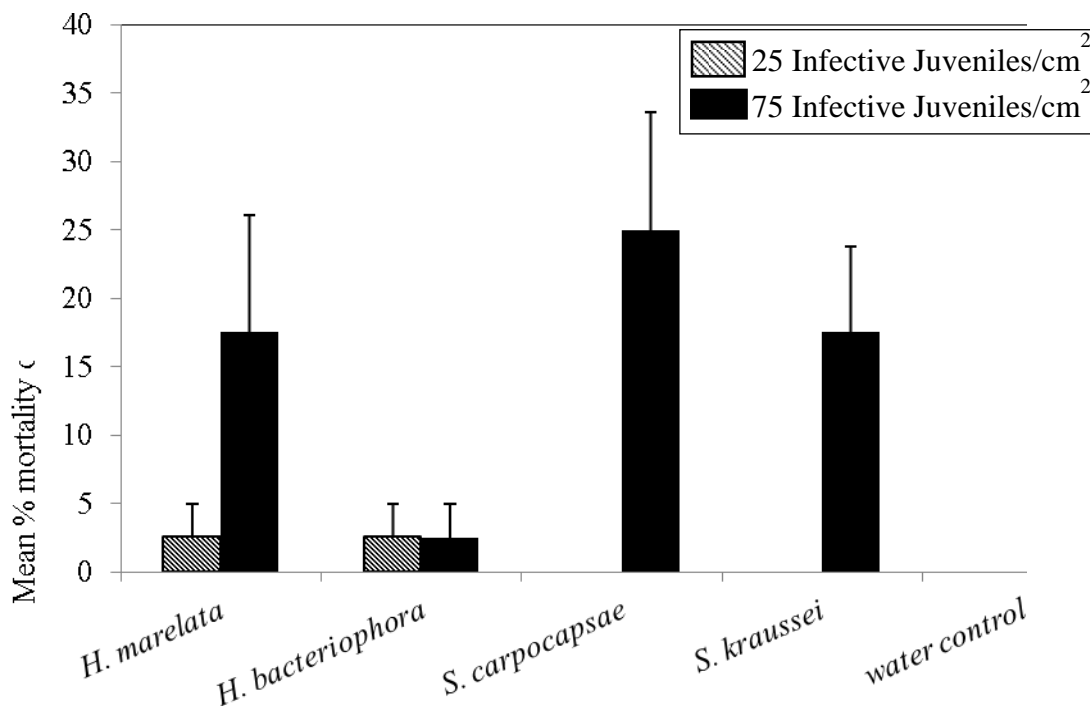 40
35
30
25
20
15
10
5
0
Mean % mortality
25 Infective Juveniles/cm²
75 Infective Juveniles/cm²
H. marelata
H. bacteriophora
S. carpocapsae
S. kraussei
water control